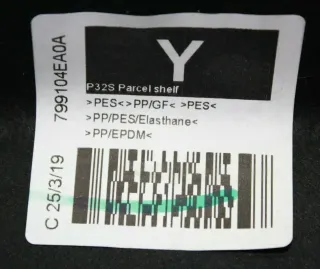 Y
P32S Parcel shelf
>PES<>PP/GF< >PES<
>PP/PES/Elasthane<
>PP/EPDM<
799104EA0A
C 25/3/19